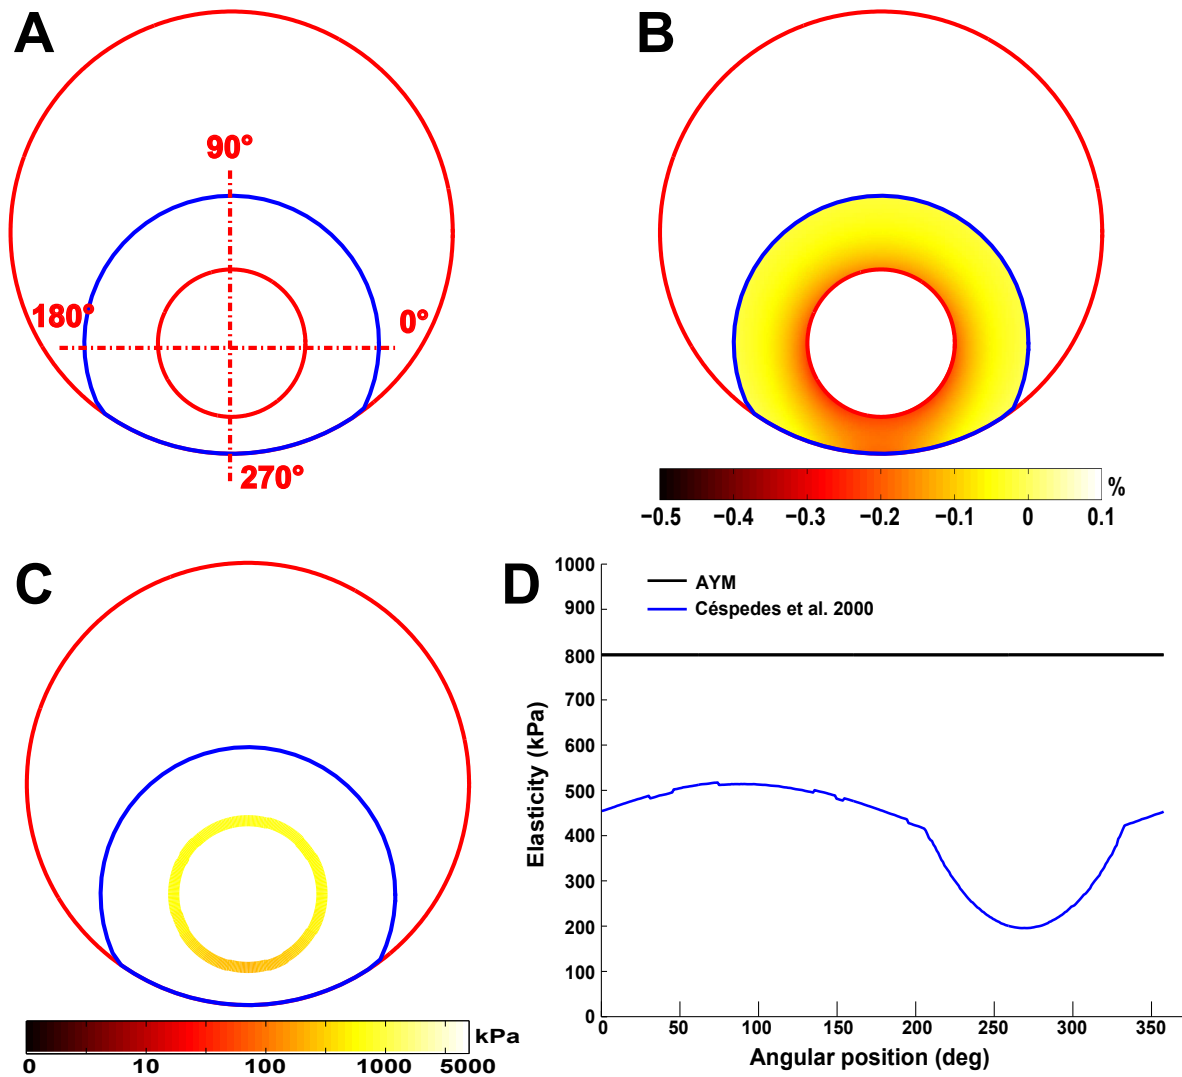 A
90°
180°
0°
270°
B
%
−0.5 −0.4 −0.3 −0.2 −0.1 0 0.1
C
kPa
0 10 100 1000 5000
D
AYM
Céspedes et al. 2000
Elasticity (kPa)
1000
900
800
700
600
500
400
300
200
100
0
0 50 100 150 200 250 300 350
Angular position (deg)